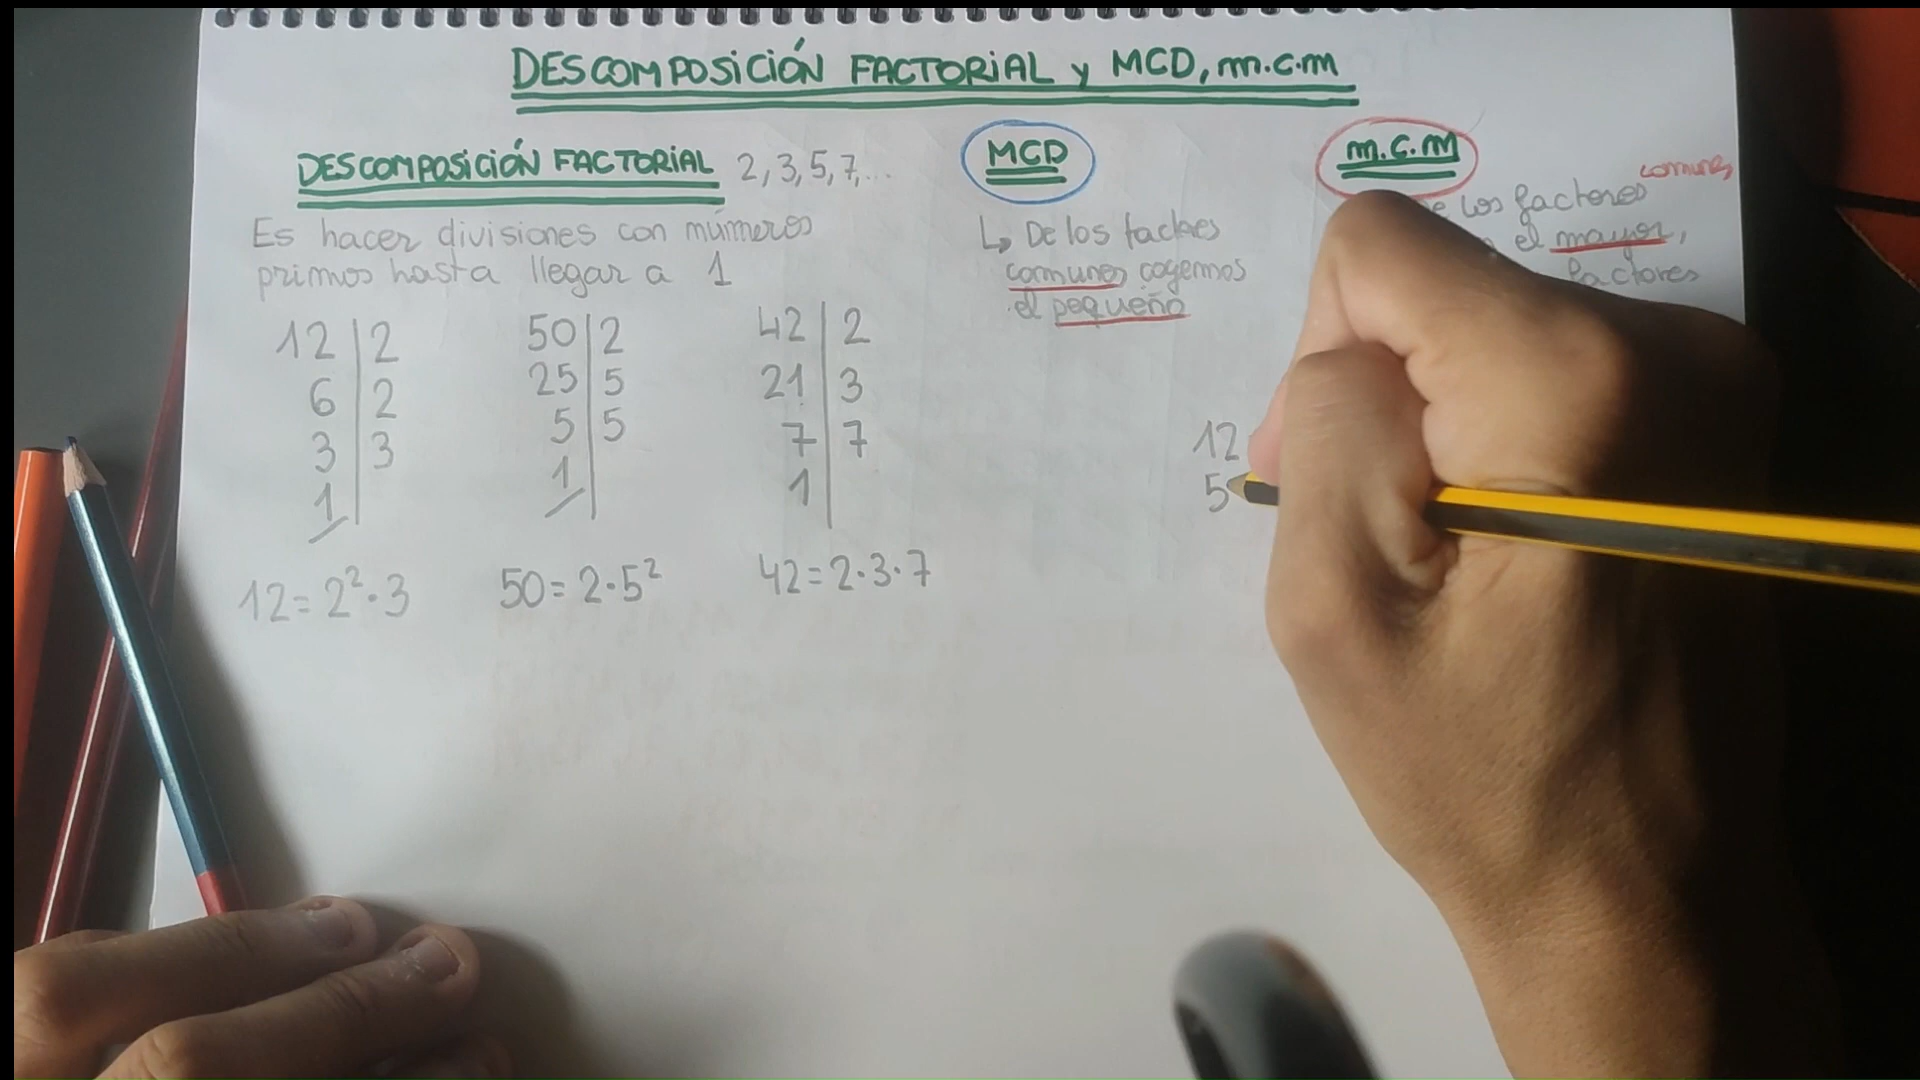 DESCOMPOSICIÓN FACTORIAL y MCD, m.c.m
DESCOMPOSICIÓN FACTORIAL 2, 3, 5, 7, ...
Es hacer divisiones con números
primos hasta llegar a 1
12 | 2
6 | 2
3 | 3
1
12 = 2² · 3
50 | 2
25 | 5
5 | 5
1
50 = 2 · 5²
42 | 2
21 | 3
7 | 7
1
42 = 2 · 3 · 7
MCD
↳ De los factores
comunes cogemos
el pequeño
m.c.m
comunes
los factores
el mayor,
factores
12
5